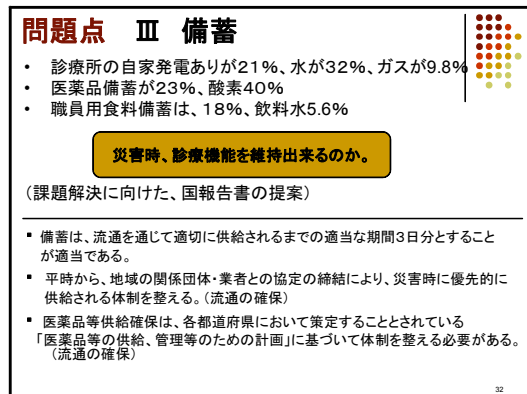 問題点　Ⅲ　備蓄
• 診療所の自家発電ありが21%、水が32%、ガスが9.8%
• 医薬品備蓄が23%、酸素40%
• 職員用食料備蓄は、18%、飲料水5.6%
災害時、診療機能を維持出来るのか。
（課題解決に向けた、国報告書の提案）
▪ 備蓄は、流通を通じて適切に供給されるまでの適当な期間３日分とすること
が適当である。
▪ 平時から、地域の関係団体・業者との協定の締結により、災害時に優先的に
供給される体制を整える。（流通の確保）
▪ 医薬品等供給確保は、各都道府県において策定することとされている
「医薬品等の供給、管理等のための計画」に基づいて体制を整える必要がある。
（流通の確保）
32